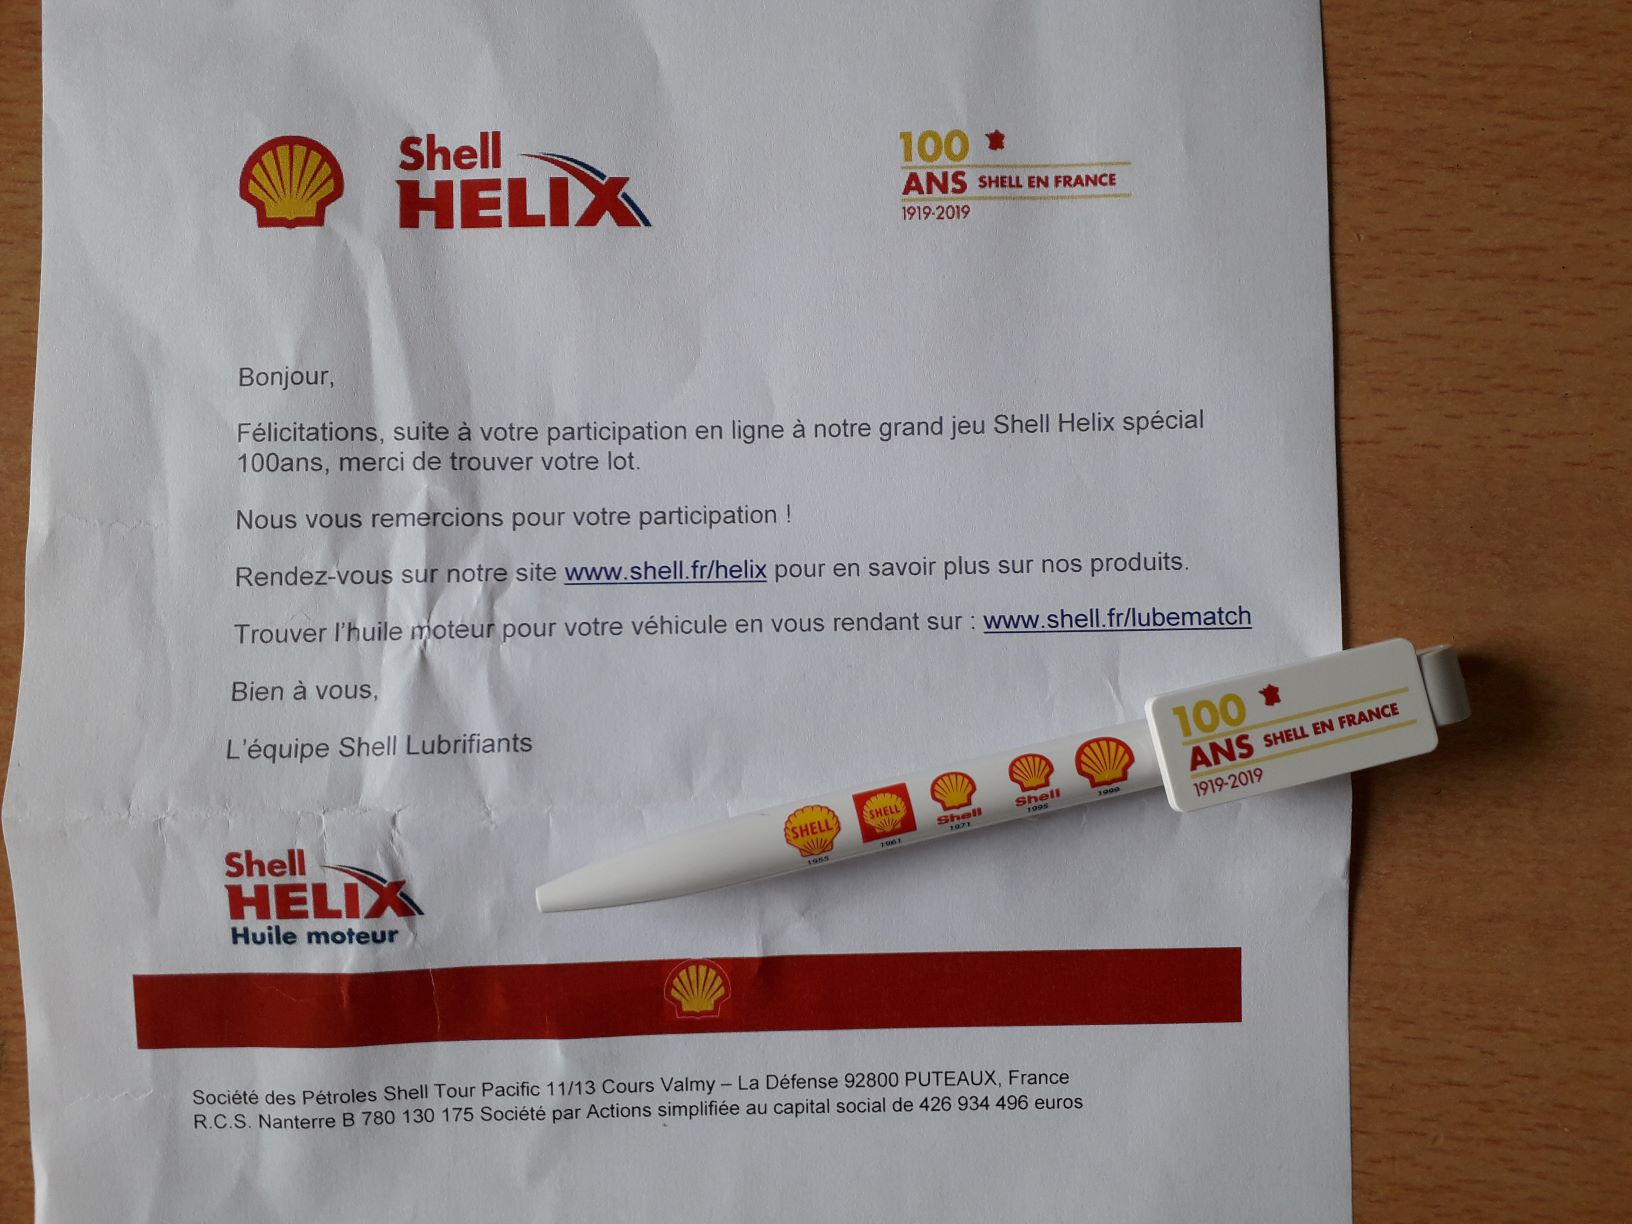 Shell
HELIX
100
ANS SHELL EN FRANCE
1919-2019
Bonjour,
Félicitations, suite à votre participation en ligne à notre grand jeu Shell Helix spécial
100ans, merci de trouver votre lot.
Nous vous remercions pour votre participation !
Rendez-vous sur notre site www.shell.fr/helix pour en savoir plus sur nos produits.
Trouver l'huile moteur pour votre véhicule en vous rendant sur : www.shell.fr/lubematch
Bien à vous,
L'équipe Shell Lubrifiants
100
ANS SHELL EN FRANCE
1919-2019
SHELL
1955
SHELL
1961
Shell
1971
Shell
1995
1999
Shell
HELIX
Huile moteur
Société des Pétroles Shell Tour Pacific 11/13 Cours Valmy – La Défense 92800 PUTEAUX, France
R.C.S. Nanterre B 780 130 175 Société par Actions simplifiée au capital social de 426 934 496 euros